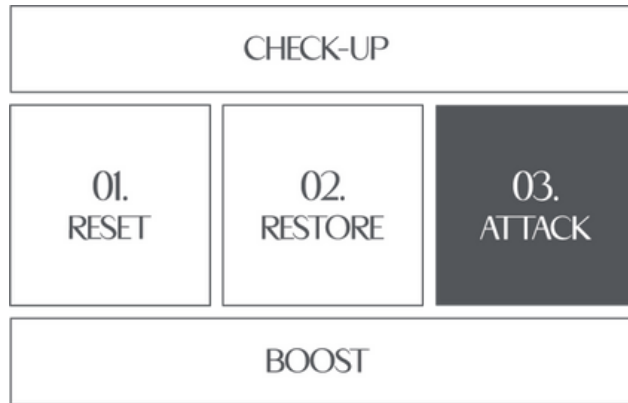 CHECK-UP
01.
RESET
02.
RESTORE
03.
ATTACK
BOOST